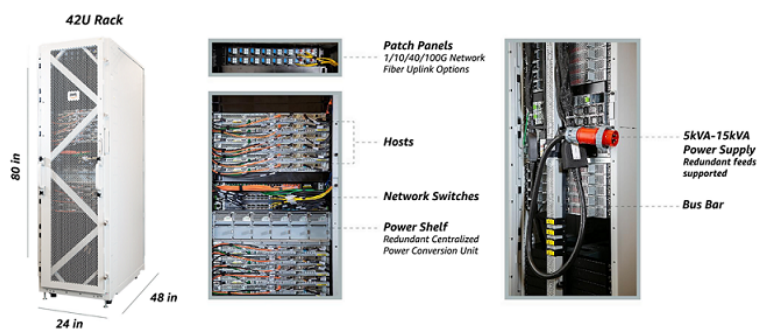 42U Rack
80 in
24 in
48 in
Patch Panels
1/10/40/100G Network
Fiber Uplink Options
Hosts
Network Switches
Power Shelf
Redundant Centralized
Power Conversion Unit
5kVA-15kVA
Power Supply
Redundant feeds
supported
Bus Bar